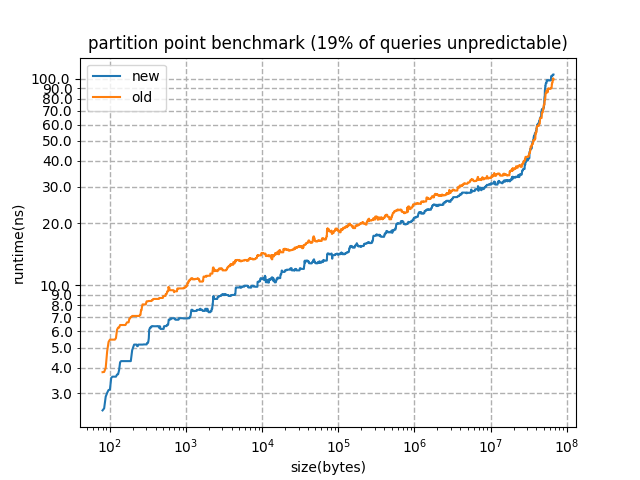 partition point benchmark (19% of queries unpredictable)
new
old
runtime(ns)
100.0
90.0
80.0
70.0
60.0
50.0
40.0
30.0
20.0
10.0
9.0
8.0
7.0
6.0
5.0
4.0
3.0
10² 10³ 10⁴ 10⁵ 10⁶ 10⁷ 10⁸
size(bytes)